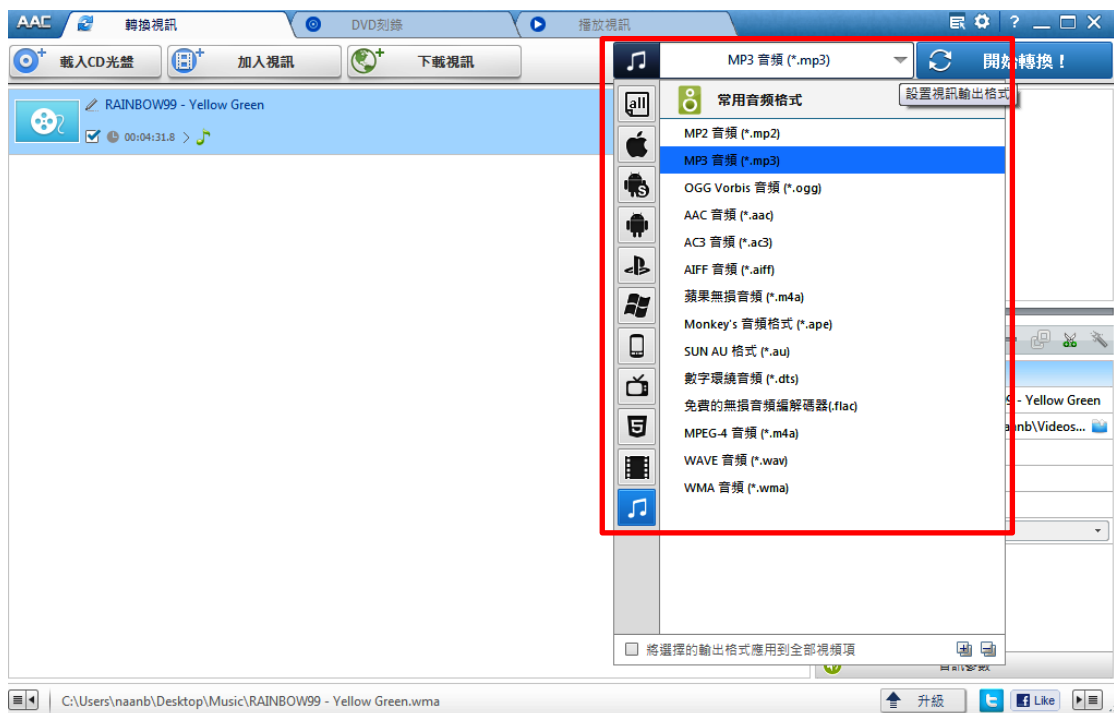 AAC 轉換視訊 DVD刻錄 播放視訊 ?
載入CD光盤 加入視訊 下載視訊 MP3 音頻 (*.mp3) 開始轉換！
設置視訊輸出格式
RAINBOW99 - Yellow Green
00:04:31.8
all 常用音频格式
MP2 音頻 (*.mp2)
MP3 音頻 (*.mp3)
OGG Vorbis 音頻 (*.ogg)
AAC 音頻 (*.aac)
AC3 音頻 (*.ac3)
AIFF 音頻 (*.aiff)
蘋果無損音頻 (*.m4a)
Monkey's 音頻格式 (*.ape)
SUN AU 格式 (*.au)
數字環繞音頻 (*.dts)
免費的無損音頻編解碼器(.flac)
MPEG-4 音頻 (*.m4a)
WAVE 音頻 (*.wav)
WMA 音頻 (*.wma)
- Yellow Green
nb\Videos...
將選擇的輸出格式應用到全部視頻項
C:\Users\naanb\Desktop\Music\RAINBOW99 - Yellow Green.wma 升級 Like